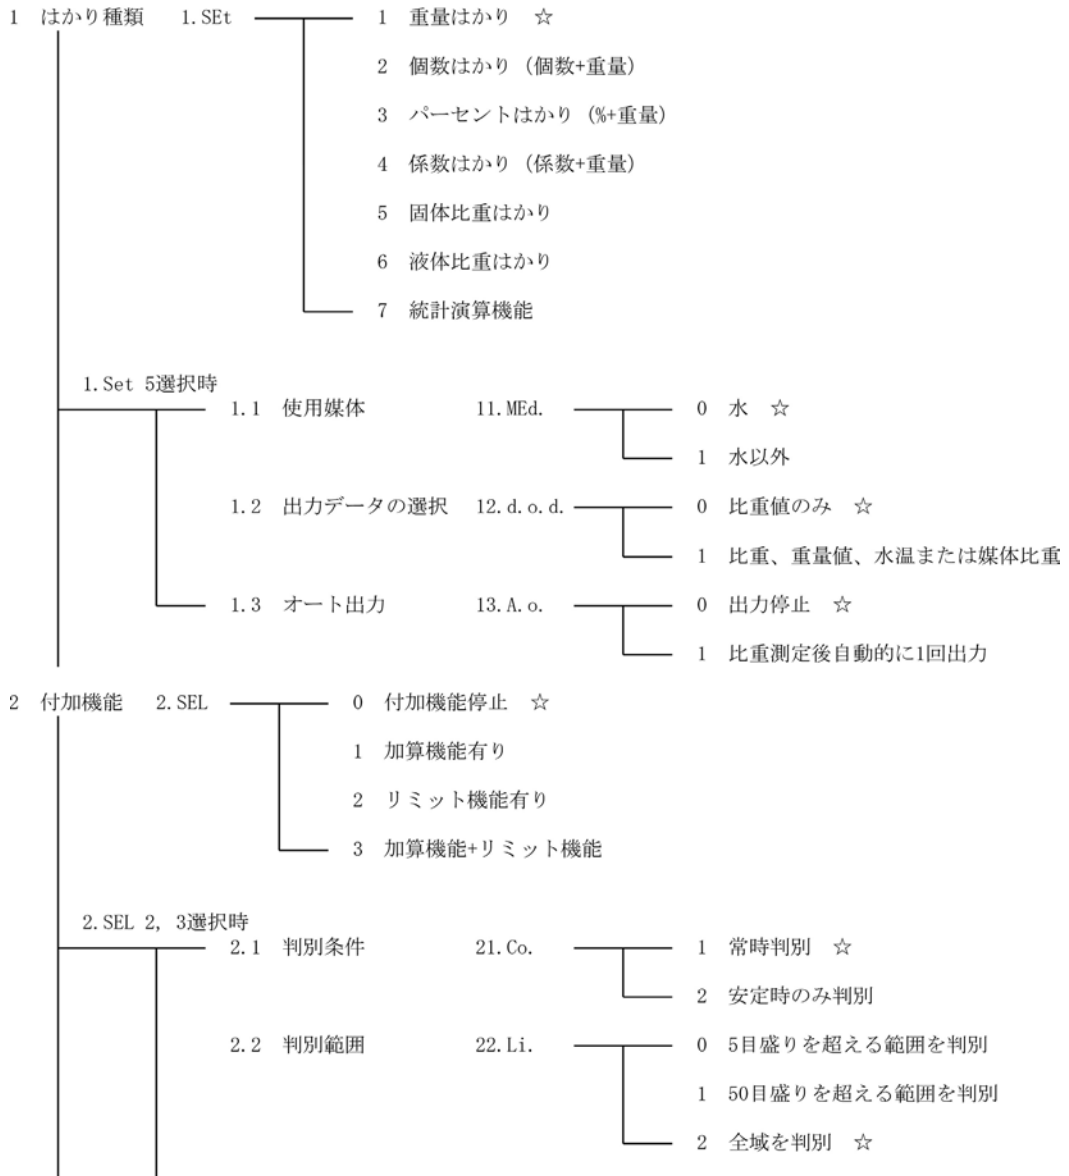 1 はかり種類 1.SEt 1 重量はかり ☆
2 個数はかり (個数+重量)
3 パーセントはかり (%+重量)
4 係数はかり (係数+重量)
5 固体比重はかり
6 液体比重はかり
7 統計演算機能
1.Set 5選択時
1.1 使用媒体 11.MEd. 0 水 ☆
1 水以外
1.2 出力データの選択 12.d.o.d. 0 比重値のみ ☆
1 比重、重量値、水温または媒体比重
1.3 オート出力 13.A.o. 0 出力停止 ☆
1 比重測定後自動的に1回出力
2 付加機能 2.SEL 0 付加機能停止 ☆
1 加算機能有り
2 リミット機能有り
3 加算機能+リミット機能
2.SEL 2, 3選択時
2.1 判別条件 21.Co. 1 常時判別 ☆
2 安定時のみ判別
2.2 判別範囲 22.Li. 0 5目盛りを超える範囲を判別
1 50目盛りを超える範囲を判別
2 全域を判別 ☆